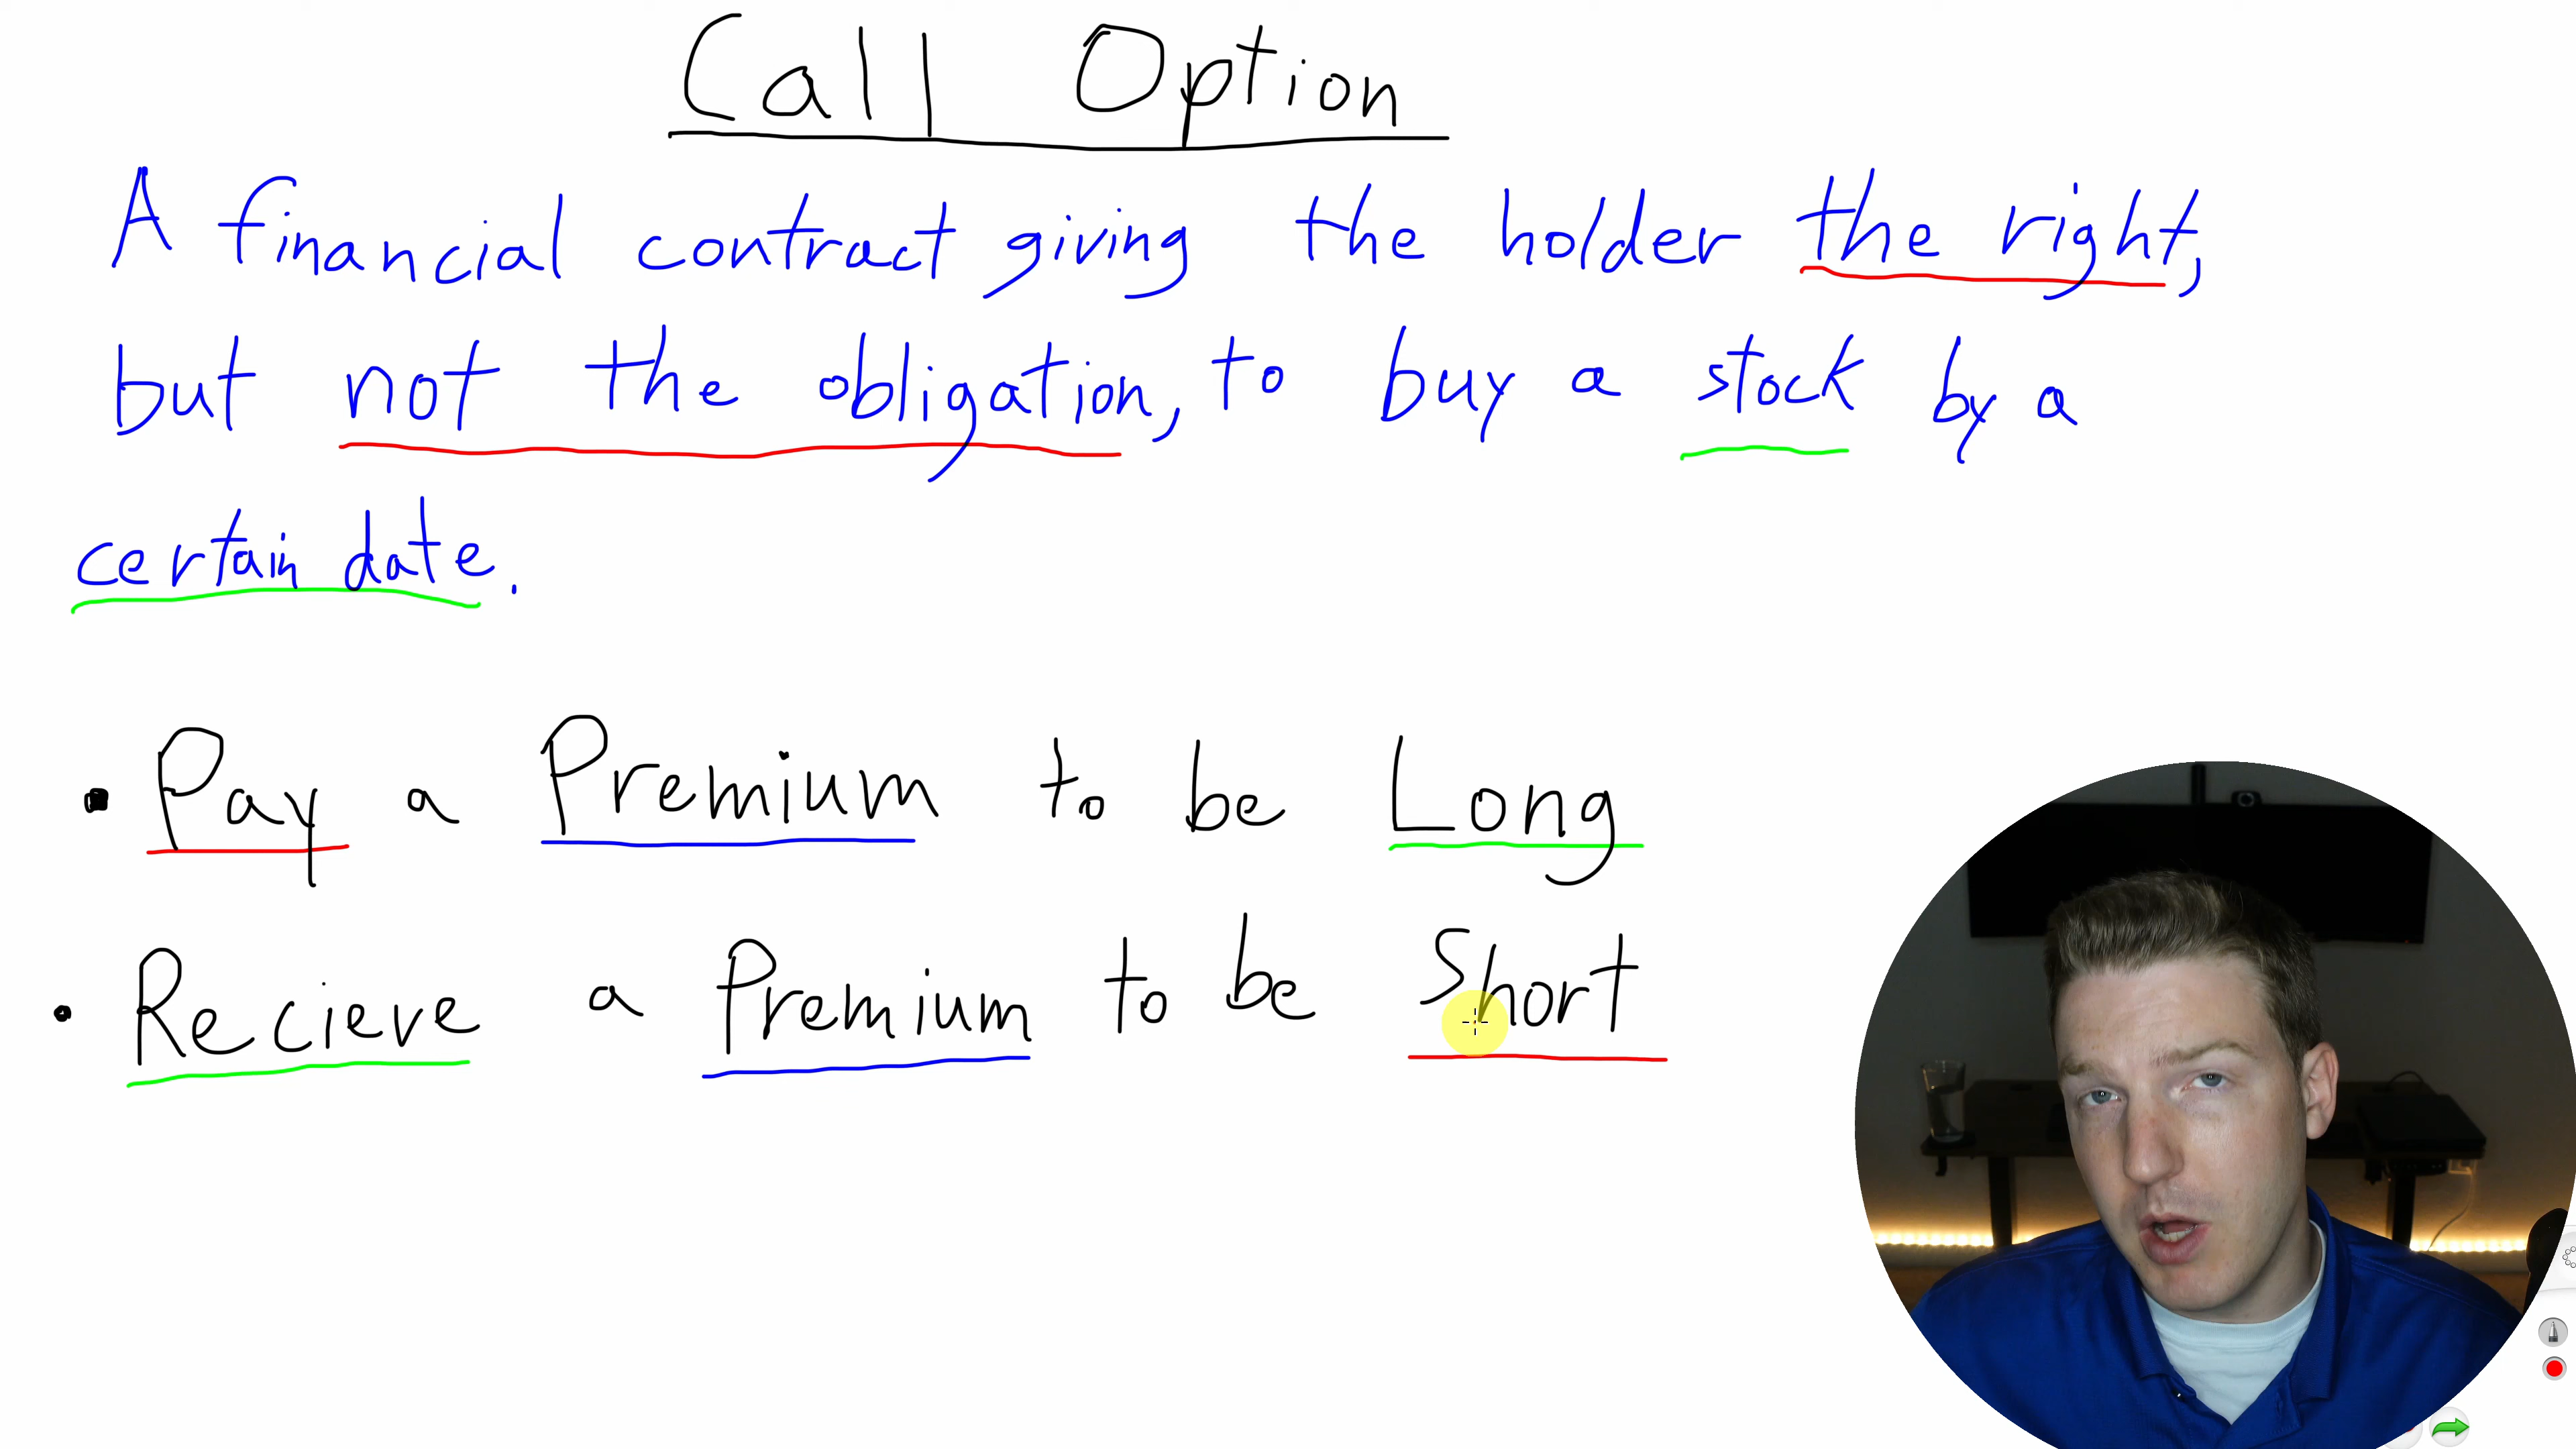 Call Option
A financial contract giving the holder the right,
but not the obligation, to buy a stock by a
certain date.
• Pay a Premium to be Long
• Recieve a Premium to be Short